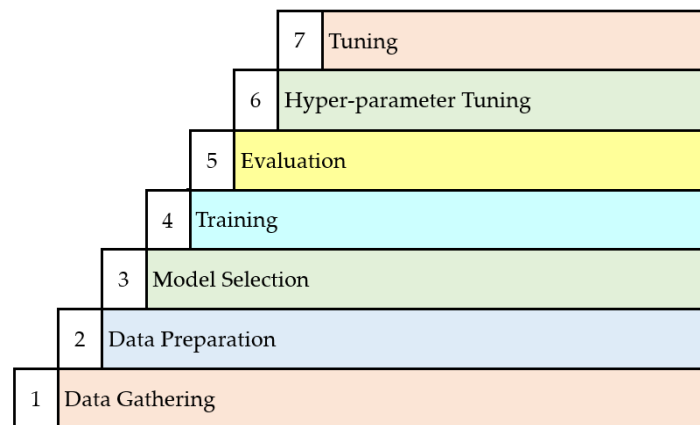 7 Tuning
6 Hyper-parameter Tuning
5 Evaluation
4 Training
3 Model Selection
2 Data Preparation
1 Data Gathering